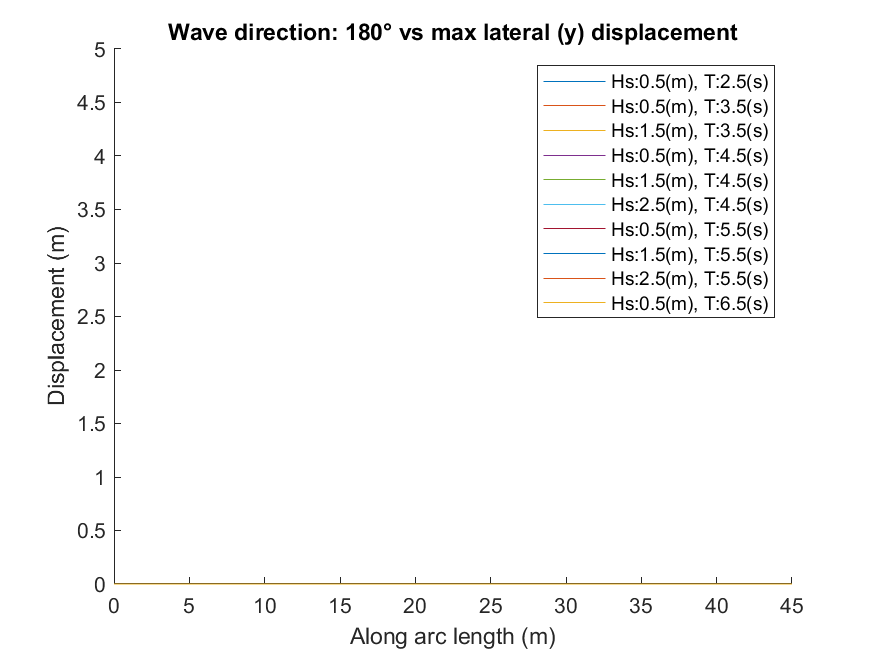 Wave direction: 180° vs max lateral (y) displacement
5
4.5
4
3.5
3
2.5
2
1.5
1
0.5
0
Displacement (m)
Hs:0.5(m), T:2.5(s)
Hs:0.5(m), T:3.5(s)
Hs:1.5(m), T:3.5(s)
Hs:0.5(m), T:4.5(s)
Hs:1.5(m), T:4.5(s)
Hs:2.5(m), T:4.5(s)
Hs:0.5(m), T:5.5(s)
Hs:1.5(m), T:5.5(s)
Hs:2.5(m), T:5.5(s)
Hs:0.5(m), T:6.5(s)
0 5 10 15 20 25 30 35 40 45
Along arc length (m)